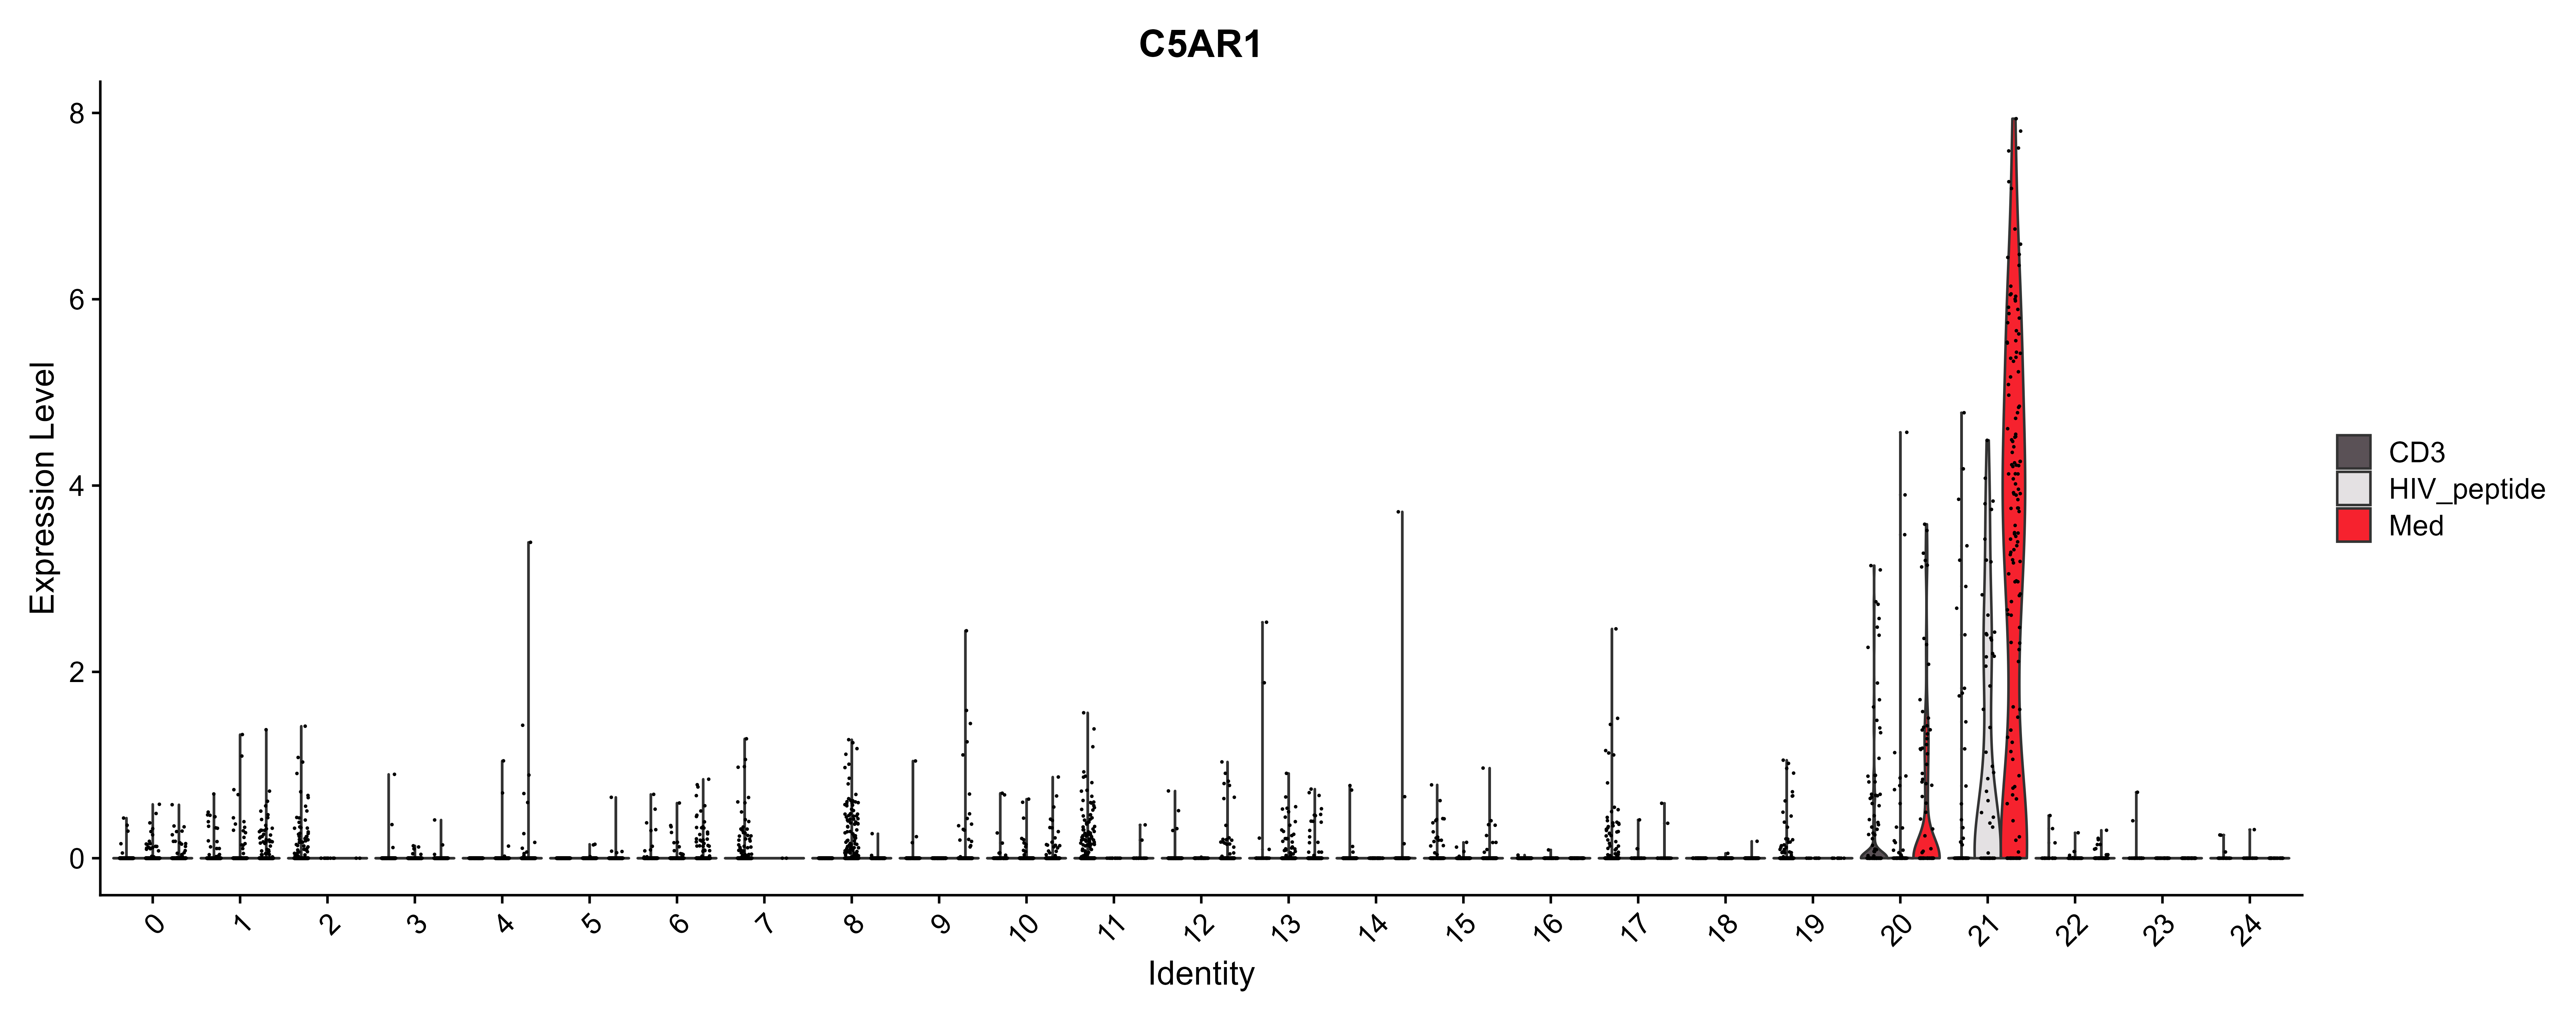 C5AR1
Expression Level
8
6
4
2
0
0 1 2 3 4 5 6 7 8 9 10 11 12 13 14 15 16 17 18 19 20 21 22 23 24
Identity
CD3
HIV_peptide
Med